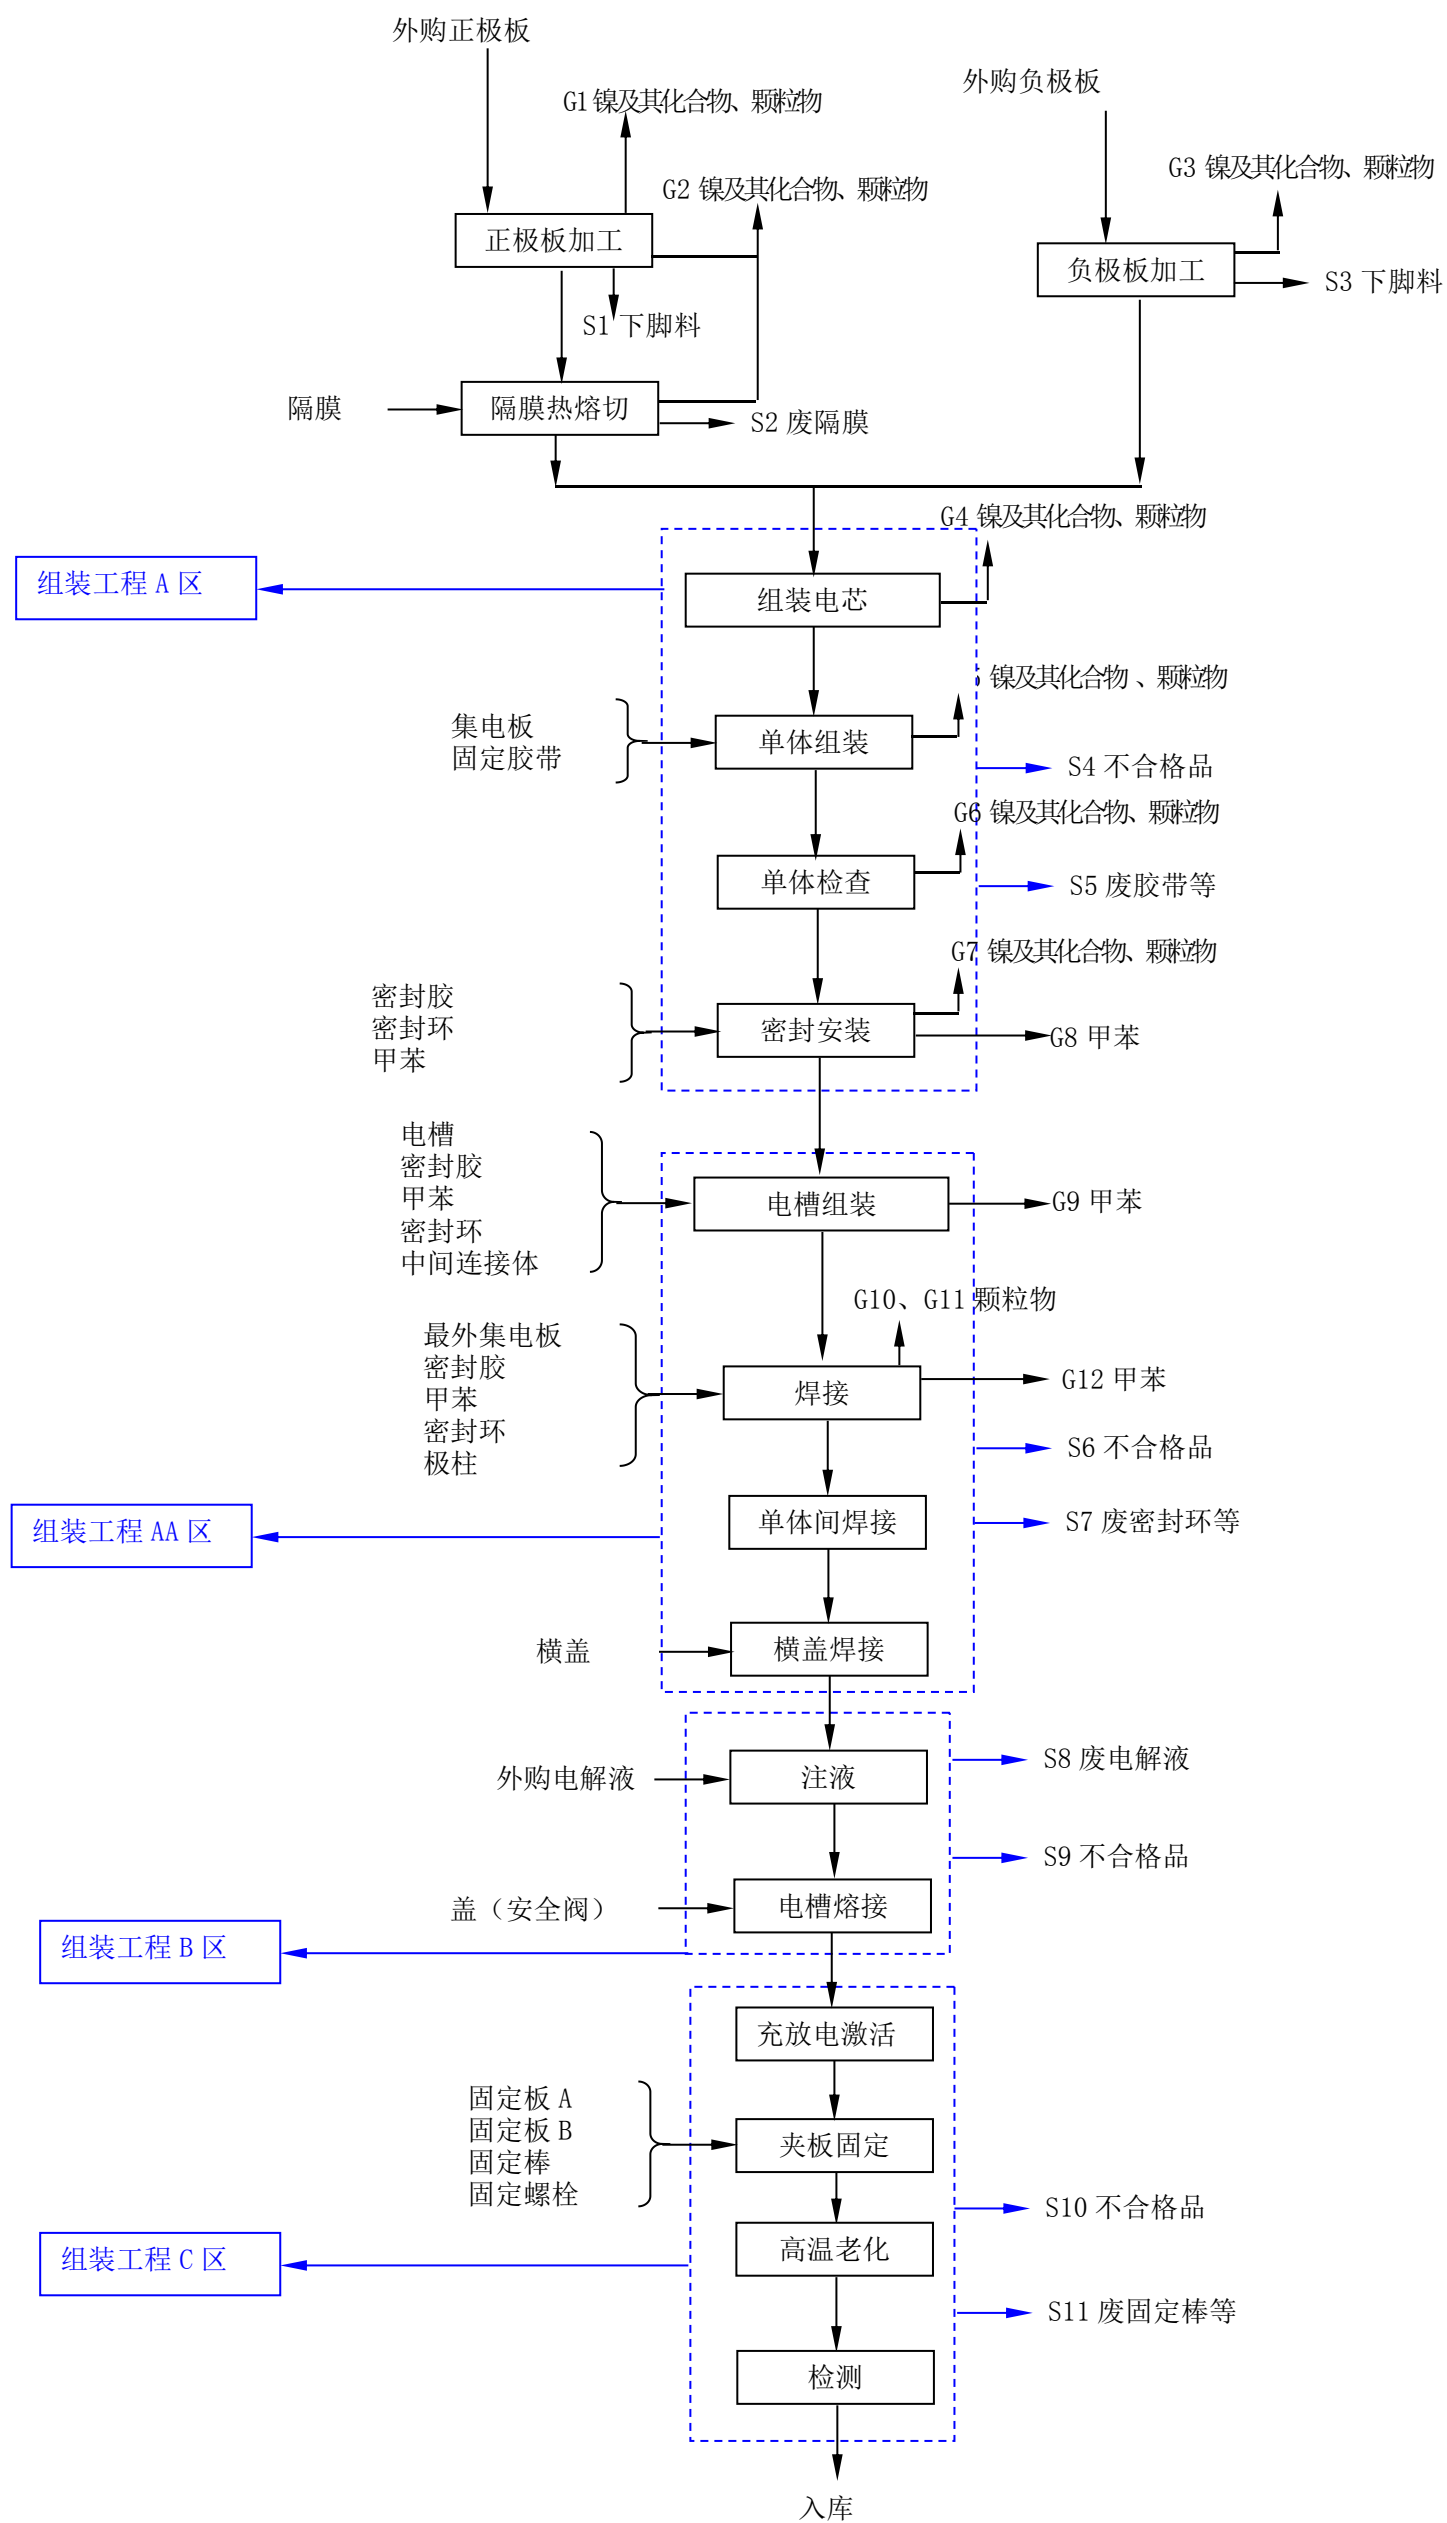 外购正极板
外购负极板
G1 镍及其化合物、颗粒物
G3 镍及其化合物、颗粒物
G2 镍及其化合物、颗粒物
正极板加工
负极板加工
S3 下脚料
S1 下脚料
隔膜
隔膜热熔切
S2 废隔膜
G4 镍及其化合物、颗粒物
组装工程 A 区
组装电芯
镍及其化合物 、颗粒物
集电板
固定胶带
单体组装
S4 不合格品
G6 镍及其化合物、颗粒物
单体检查
S5 废胶带等
G7 镍及其化合物、颗粒物
密封胶
密封环
甲苯
密封安装
G8 甲苯
电槽
密封胶
甲苯
密封环
中间连接体
电槽组装
G9 甲苯
G10、G11 颗粒物
最外集电板
密封胶
甲苯
密封环
极柱
焊接
G12 甲苯
S6 不合格品
组装工程 AA 区
单体间焊接
S7 废密封环等
横盖
横盖焊接
外购电解液
注液
S8 废电解液
S9 不合格品
盖（安全阀）
电槽熔接
组装工程 B 区
充放电激活
固定板 A
固定板 B
固定棒
固定螺栓
夹板固定
S10 不合格品
组装工程 C 区
高温老化
S11 废固定棒等
检测
入库